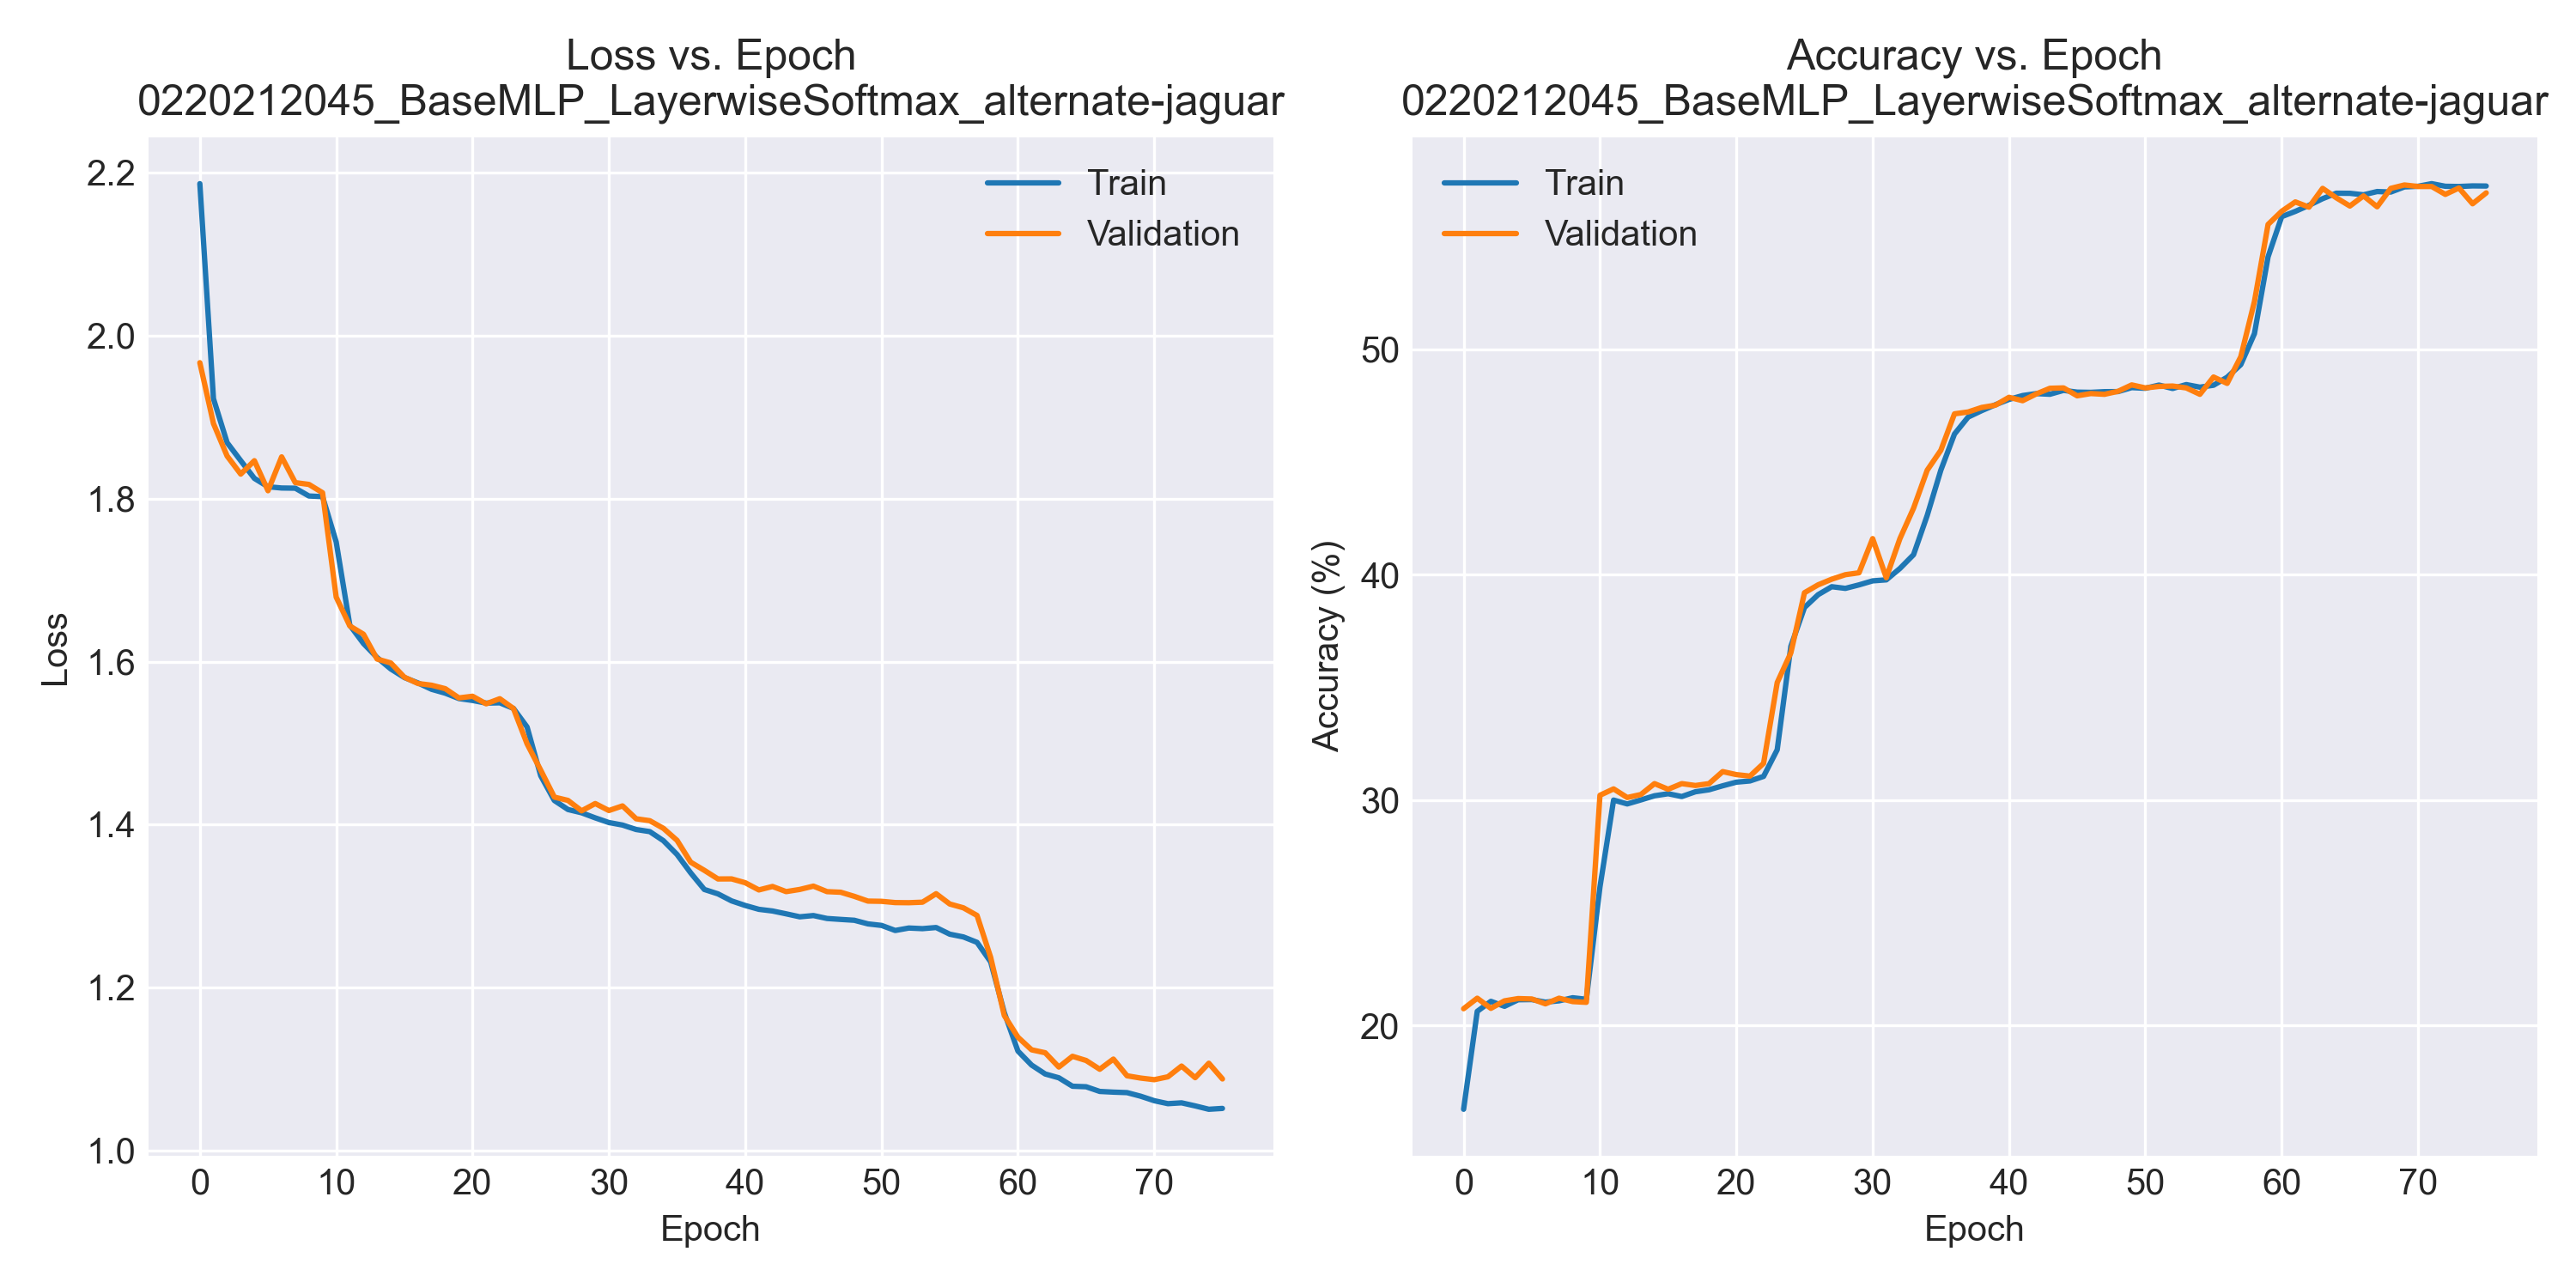 Loss vs. Epoch
0220212045_BaseMLP_LayerwiseSoftmax_alternate-jaguar
Train
Validation
2.2
2.0
1.8
1.6
1.4
1.2
1.0
Loss
0 10 20 30 40 50 60 70
Epoch
Accuracy vs. Epoch
0220212045_BaseMLP_LayerwiseSoftmax_alternate-jaguar
Train
Validation
50
40
30
20
Accuracy (%)
0 10 20 30 40 50 60 70
Epoch